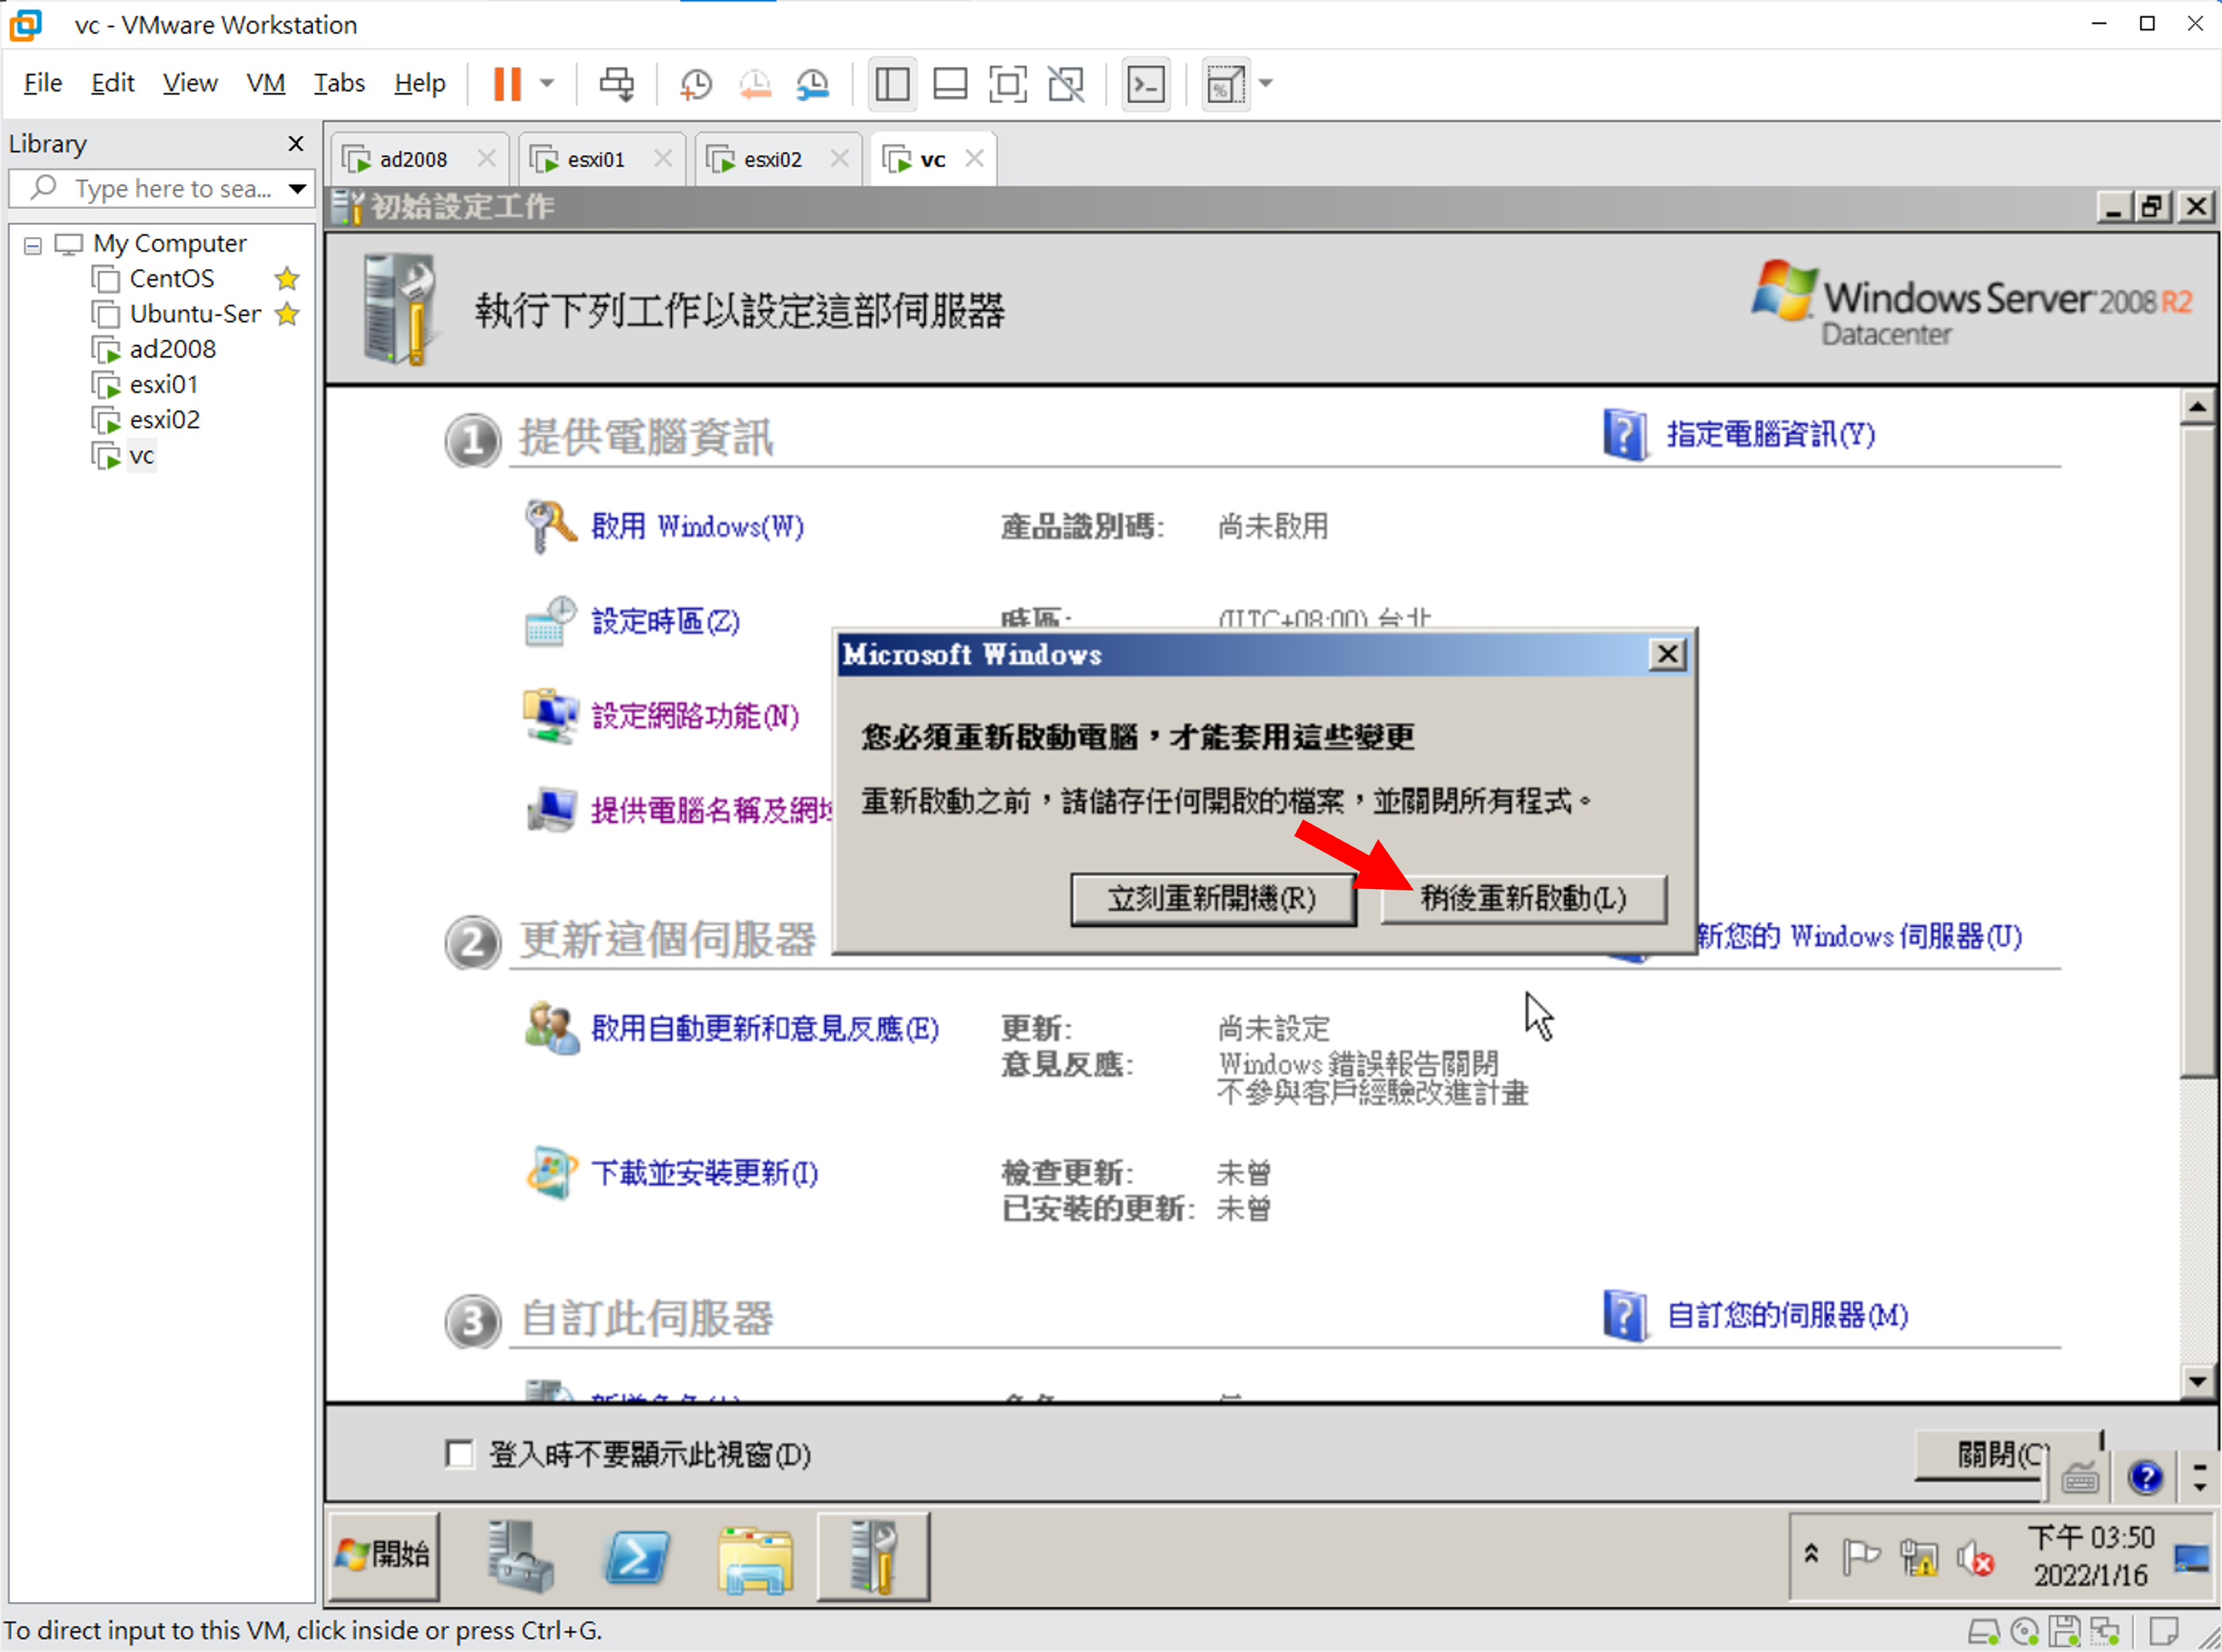 vc - VMware Workstation
File Edit View VM Tabs Help
Library
Type here to sea...
My Computer
CentOS
Ubuntu-Ser
ad2008
esxi01
esxi02
vc
ad2008
esxi01
esxi02
vc
初始設定工作
執行下列工作以設定這部伺服器
Windows Server 2008 R2
Datacenter
1 提供電腦資訊
指定電腦資訊(Y)
啟用 Windows(W)
產品識別碼: 尚未啟用
設定時區(Z)
時區: (UTC+08:00) 台北
設定網路功能(N)
提供電腦名稱及網域
Microsoft Windows
您必須重新啟動電腦，才能套用這些變更
重新啟動之前，請儲存任何開啟的檔案，並關閉所有程式。
立刻重新開機(R)
稍後重新啟動(L)
2 更新這個伺服器
新您的 Windows 伺服器(U)
啟用自動更新和意見反應(E)
更新: 尚未設定
意見反應: Windows 錯誤報告關閉
不參與客戶經驗改進計畫
下載並安裝更新(I)
檢查更新: 未曾
已安裝的更新: 未曾
3 自訂此伺服器
自訂您的伺服器(M)
登入時不要顯示此視窗(D)
關閉(C)
開始
下午 03:50
2022/1/16
To direct input to this VM, click inside or press Ctrl+G.